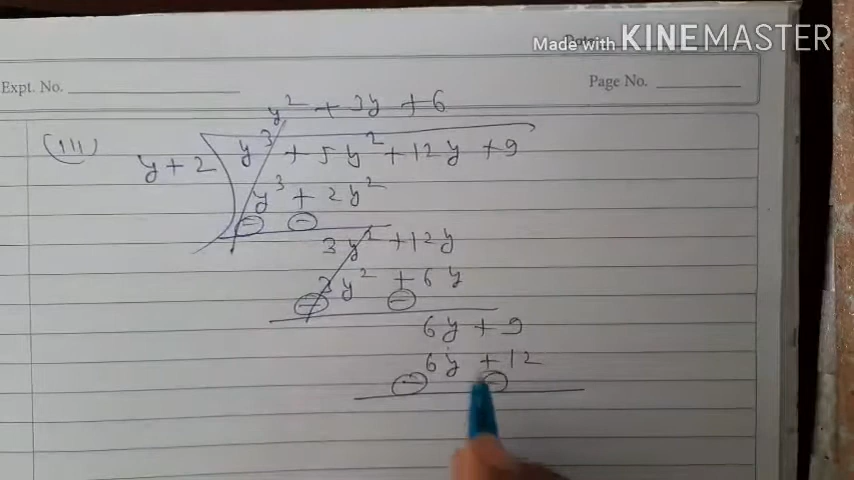 Made with KINEMASTER
Date
Expt. No.
Page No.
y² + 3y + 6
(III)
y + 2 ) y³ + 5y² + 12y + 9
y³ + 2y²
⊖ ⊖
3y² + 12y
3y² + 6y
⊖ ⊖
6y + 9
6y + 12
⊖ ⊖